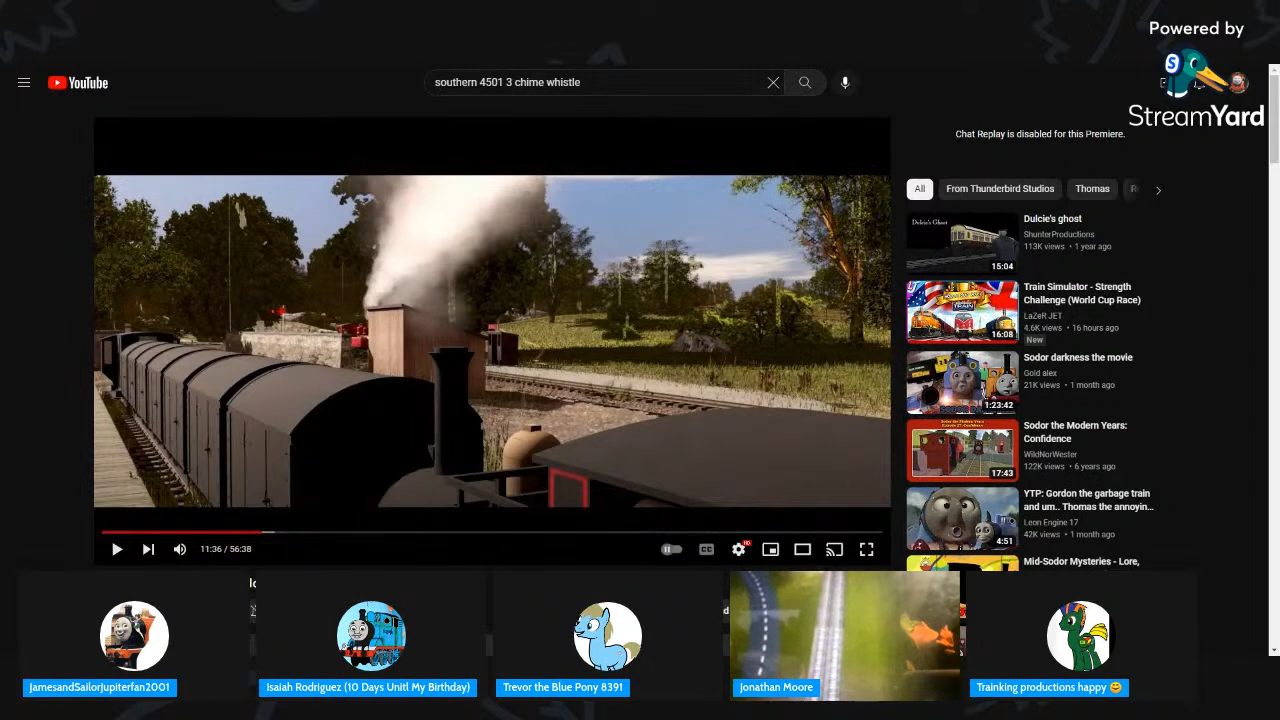 Powered by
StreamYard
YouTube
southern 4501 3 chime whistle
Chat Replay is disabled for this Premiere.
All
From Thunderbird Studios
Thomas
Dulcie's ghost
Dulcie's ghost
ShunterProductions
113K views • 1 year ago
15:04
Train Simulator - Strength
Challenge (World Cup Race)
LaZeR JET
4.6K views • 16 hours ago
New
16:08
Sodor darkness the movie
Gold alex
21K views • 1 month ago
1:23:42
Sodor the Modern Years:
Confidence
WildNorWester
122K views • 6 years ago
17:43
YTP: Gordon the garbage train
and um.. Thomas the annoyin...
Leon Engine 17
42K views • 1 month ago
4:51
Mid-Sodor Mysteries - Lore,
11:36 / 56:38
CC
HD
JamesandSailorJupiterfan2001
Isaiah Rodriguez (10 Days Unitl My Birthday)
Trevor the Blue Pony 8391
Jonathan Moore
Trainking productions happy 😊